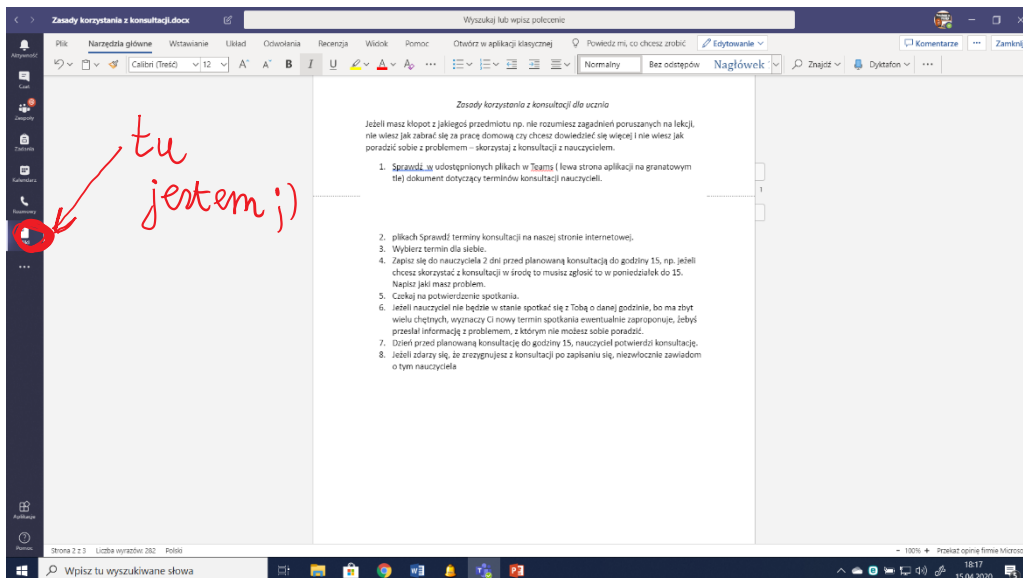 Zasady korzystania z konsultacji.docx
Wyszukaj lub wpisz polecenie
Plik Narzędzia główne Wstawianie Układ Odwołania Recenzja Widok Pomoc Otwórz w aplikacji klasycznej Powiedz mi, co chcesz zrobić Edytowanie Komentarze ... Zamknij
Calibri (Treść) 12 A A B I U A ... Normalny Bez odstępów Nagłówek Znajdź Dyktafon ...
Aktywność
Czat
Zespoły
Zadania
Kalendarz
Rozmowy
...
Aplikacje
Pomoc
tu
jestem ;)
Zasady korzystania z konsultacji dla ucznia
Jeżeli masz kłopot z jakiegoś przedmiotu np. nie rozumiesz zagadnień poruszanych na lekcji,
nie wiesz jak zabrać się za pracę domową czy chcesz dowiedzieć się więcej i nie wiesz jak
poradzić sobie z problemem – skorzystaj z konsultacji z nauczycielem.
1. Sprawdź w udostępnionych plikach w Teams ( lewa strona aplikacji na granatowym
tle) dokument dotyczący terminów konsultacji nauczycieli.
1
2. plikach Sprawdź terminy konsultacji na naszej stronie internetowej.
3. Wybierz termin dla siebie.
4. Zapisz się do nauczyciela 2 dni przed planowaną konsultacją do godziny 15, np. jeżeli
chcesz skorzystać z konsultacji w środę to musisz zgłosić to w poniedziałek do 15.
Napisz jaki masz problem.
5. Czekaj na potwierdzenie spotkania.
6. Jeżeli nauczyciel nie będzie w stanie spotkać się z Tobą o danej godzinie, bo ma zbyt
wielu chętnych, wyznaczy Ci nowy termin spotkania ewentualnie zaproponuje, żebyś
przesłał informację z problemem, z którym nie możesz sobie poradzić.
7. Dzień przed planowaną konsultację do godziny 15, nauczyciel potwierdzi konsultację.
8. Jeżeli zdarzy się, że zrezygnujesz z konsultacji po zapisaniu się, niezwłocznie zawiadom
o tym nauczyciela
Strona 2 z 3 Liczba wyrazów: 282 Polski
- 100% + Przekaż opinię firmie Microso
Wpisz tu wyszukiwane słowa
18:17
15.04.2020